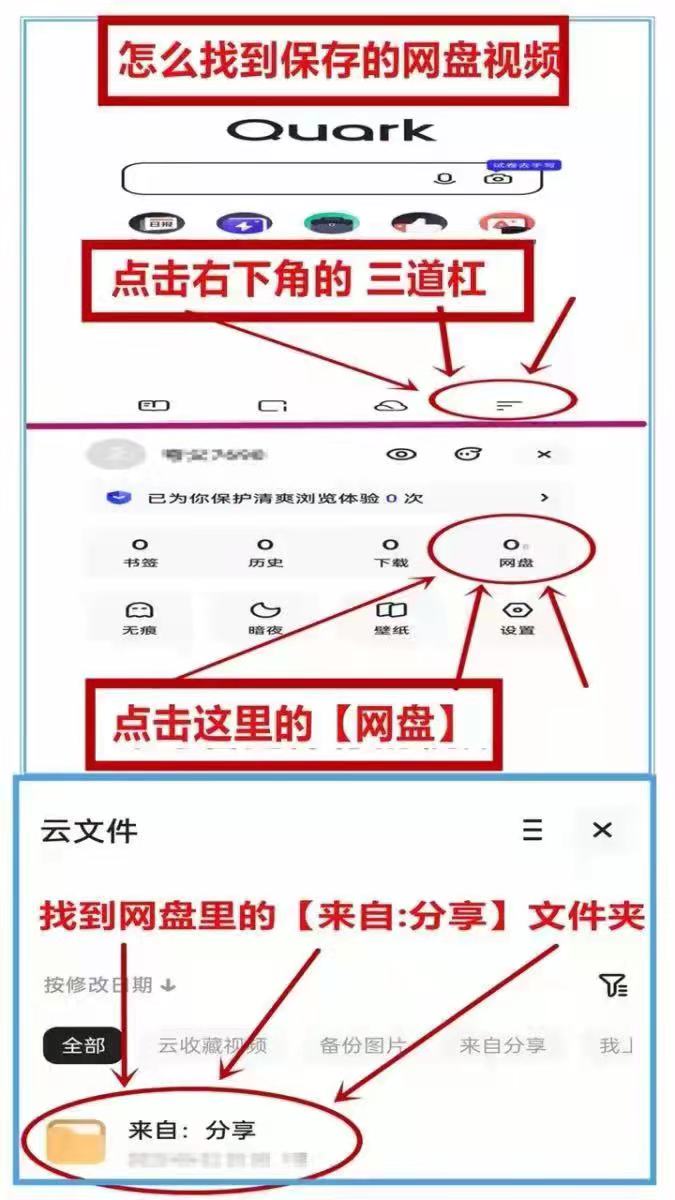 怎么找到保存的网盘视频
Quark
试卷去手写
日报
点击右下角的 三道杠
已为你保护清爽浏览体验 0 次
0 0 0 0
书签 历史 下载 网盘
无痕 暗夜 壁纸 设置
点击这里的【网盘】
云文件
找到网盘里的【来自:分享】文件夹
按修改日期
全部 云收藏视频 备份图片 来自分享 我上
来自：分享